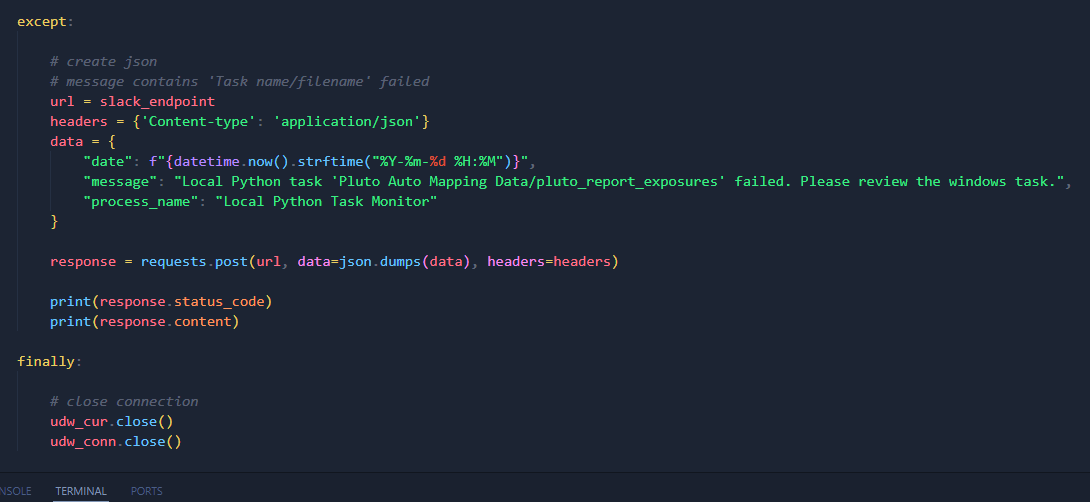 except:
# create json
# message contains 'Task name/filename' failed
url = slack_endpoint
headers = {'Content-type': 'application/json'}
data = {
"date": f"{datetime.now().strftime("%Y-%m-%d %H:%M")}",
"message": "Local Python task 'Pluto Auto Mapping Data/pluto_report_exposures' failed. Please review the windows task.",
"process_name": "Local Python Task Monitor"
}
response = requests.post(url, data=json.dumps(data), headers=headers)
print(response.status_code)
print(response.content)
finally:
# close connection
udw_cur.close()
udw_conn.close()
NSOLE TERMINAL PORTS